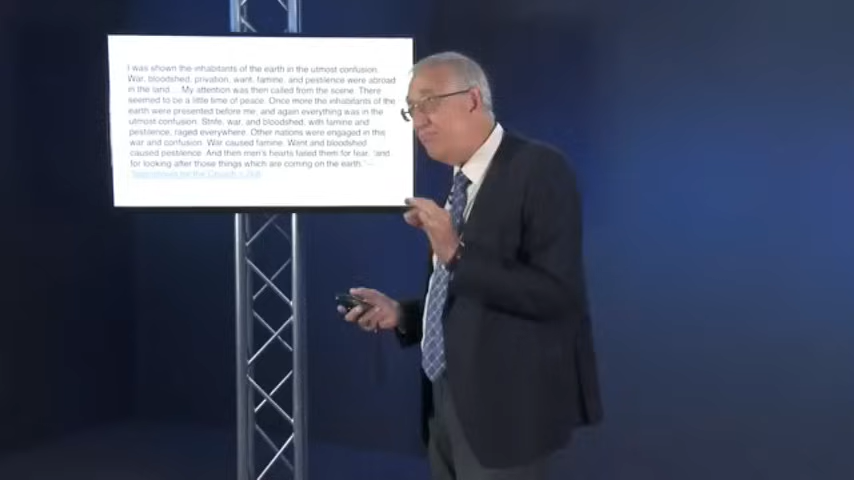 I was shown the inhabitants of the earth in the utmost confusion.
War, bloodshed, privation, want, famine, and pestilence were abroad
in the land.... My attention was then called from the scene. There
seemed to be a little time of peace. Once more the inhabitants of the
earth were presented before me, and again everything was in the
utmost confusion. Strife, war, and bloodshed, with famine and
pestilence, raged everywhere. Other nations were engaged in this
war and confusion. War caused famine. Want and bloodshed
caused pestilence. And then men's hearts failed them for fear, "and
for looking after those things which are coming on the earth." --
Testimonies for the Church